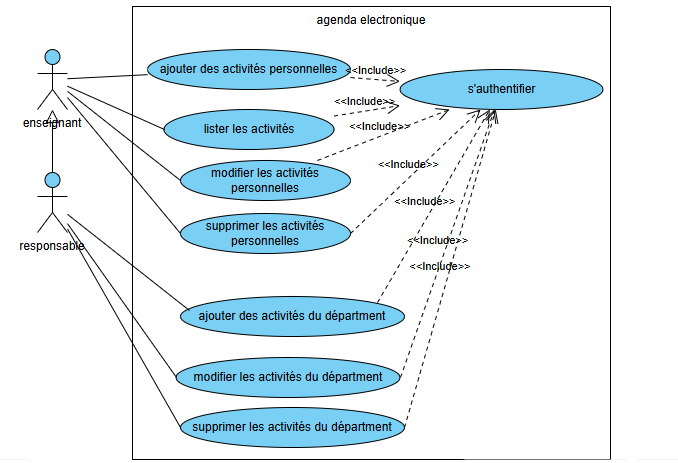 agenda electronique
ajouter des activités personnelles
<<Include>>
s'authentifier
enseignant
lister les activités
<<Include>>
<<Include>>
modifier les activités
personnelles
<<Include>>
supprimer les activités
personnelles
<<Include>>
responsable
<<Include>>
<<Include>>
ajouter des activités du départment
modifier les activités du départment
supprimer les activités du départment